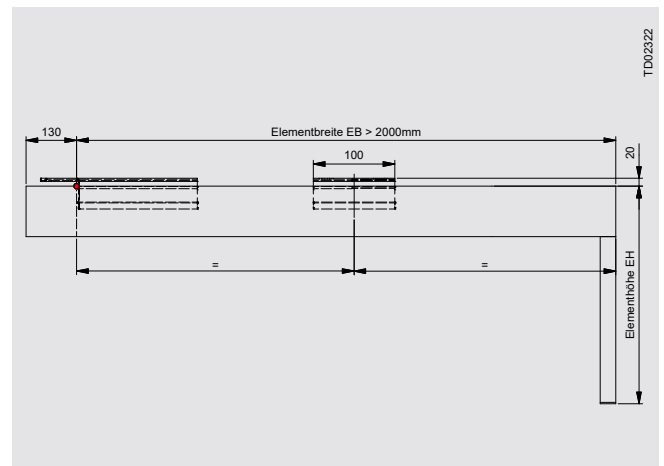 TD02322
130
Elementbreite EB > 2000mm
100
20
=
=
Elementhöhe EH